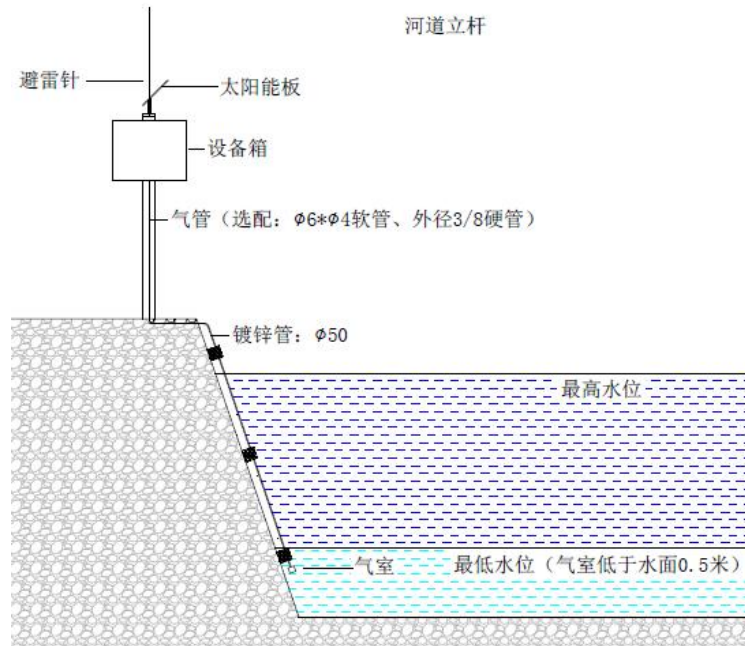 河道立杆
避雷针
太阳能板
设备箱
气管（选配：φ6*φ4软管、外径3/8硬管）
镀锌管：φ50
最高水位
气室
最低水位（气室低于水面0.5米）